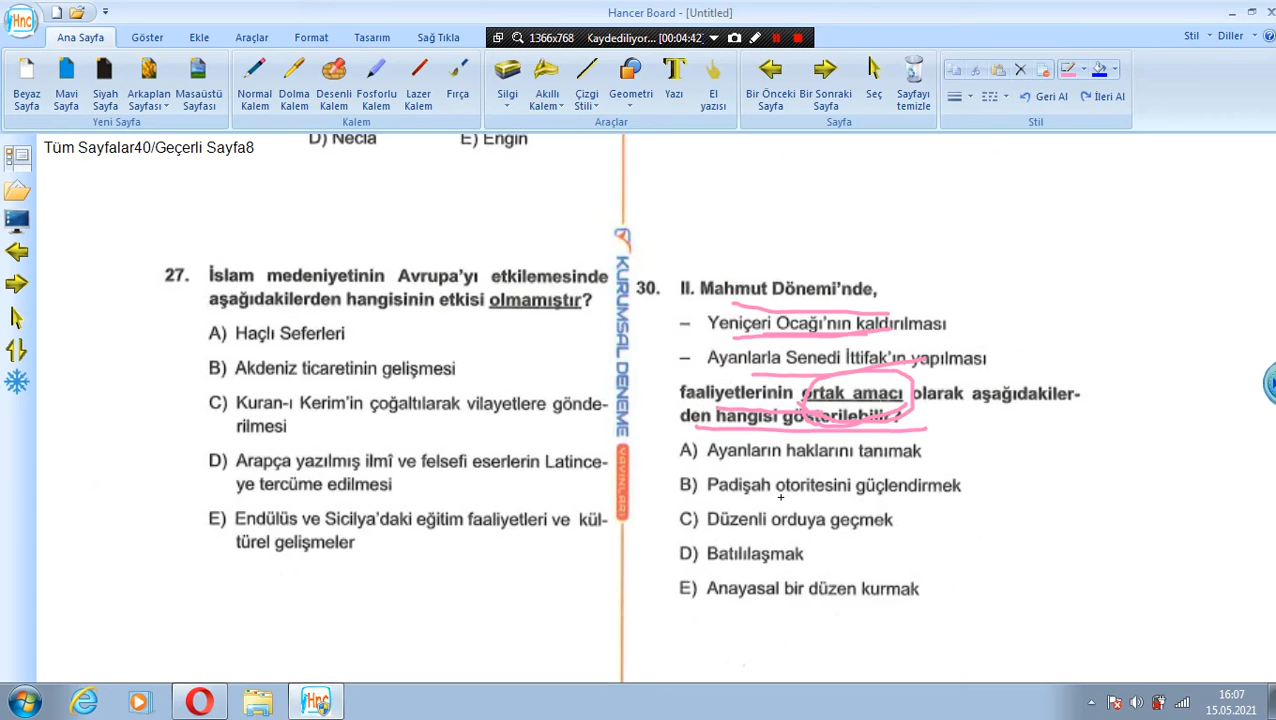 Hnc
Hancer Board - [Untitled]
Ana Sayfa Göster Ekle Araçlar Format Tasarım Sağ Tıkla
1366x768 Kaydediliyor... [00:04:42]
Stil Diller
Beyaz Sayfa
Mavi Sayfa
Siyah Sayfa
Arkaplan Sayfası
Masaüstü Sayfası
Yeni Sayfa
Normal Kalem
Dolma Kalem
Desenli Kalem
Fosforlu Kalem
Lazer Kalem
Fırça
Kalem
Silgi
Akıllı Kalem
Çizgi Stili
Geometri
Yazı
El yazısı
Araçlar
Bir Önceki Sayfa
Bir Sonraki Sayfa
Seç
Sayfayı temizle
Sayfa
Geri Al İleri Al
Stil
Tüm Sayfalar40/Geçerli Sayfa8
D) Necla E) Engin
27. İslam medeniyetinin Avrupa'yı etkilemesinde
aşağıdakilerden hangisinin etkisi olmamıştır?
A) Haçlı Seferleri
B) Akdeniz ticaretinin gelişmesi
C) Kuran-ı Kerim'in çoğaltılarak vilayetlere gönde-
rilmesi
D) Arapça yazılmış ilmî ve felsefi eserlerin Latince-
ye tercüme edilmesi
E) Endülüs ve Sicilya'daki eğitim faaliyetleri ve kül-
türel gelişmeler
KURUMSAL DENEME
YAYINLARI
30. II. Mahmut Dönemi'nde,
– Yeniçeri Ocağı'nın kaldırılması
– Ayanlarla Senedi İttifak'ın yapılması
faaliyetlerinin ortak amacı olarak aşağıdakiler-
den hangisi gösterilebilir?
A) Ayanların haklarını tanımak
B) Padişah otoritesini güçlendirmek
C) Düzenli orduya geçmek
D) Batılılaşmak
E) Anayasal bir düzen kurmak
Hnc
16:07
15.05.2021